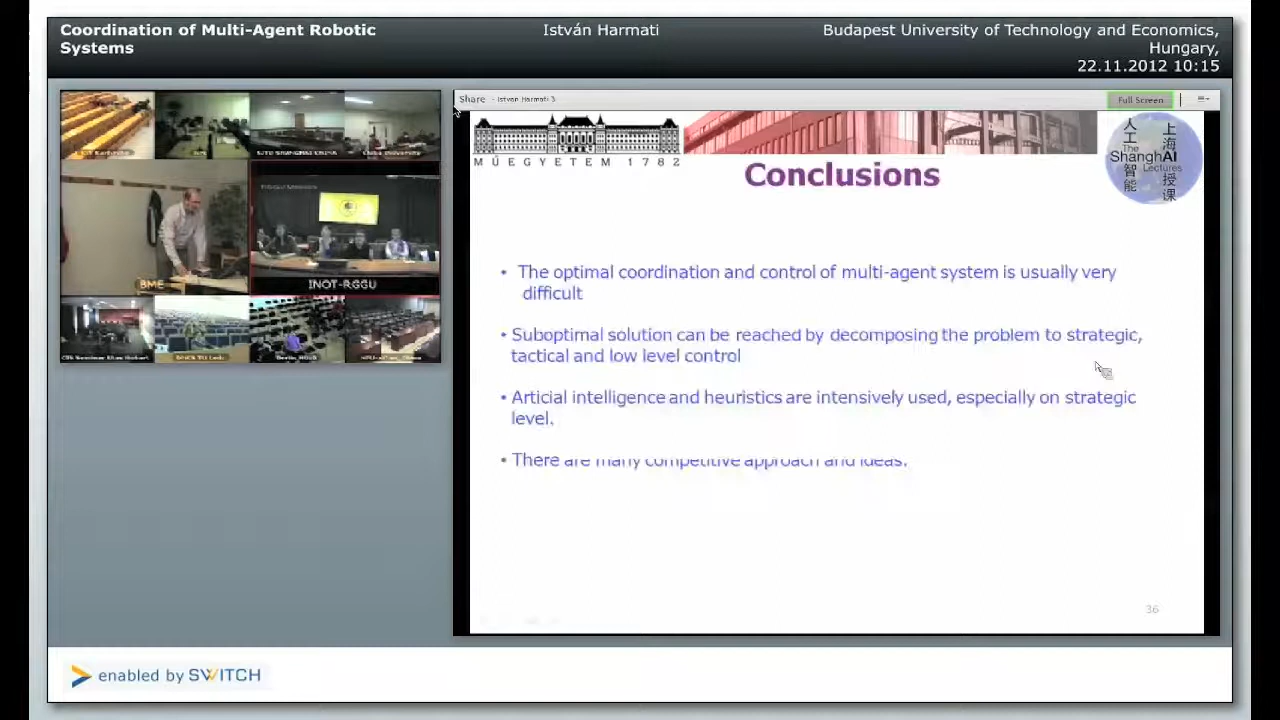 Coordination of Multi-Agent Robotic
Systems
István Harmati
Budapest University of Technology and Economics,
Hungary,
22.11.2012 10:15
Share - Istvan Harmati 3
Full Screen
MŰEGYETEM 1782
人工智能
The
ShanghAI
Lectures
上海授课
Conclusions
• The optimal coordination and control of multi-agent system is usually very
difficult
• Suboptimal solution can be reached by decomposing the problem to strategic,
tactical and low level control
• Articial intelligence and heuristics are intensively used, especially on strategic
level.
• There are many competitive approach and ideas.
36
BME
INOT-RGGU
enabled by SWITCH